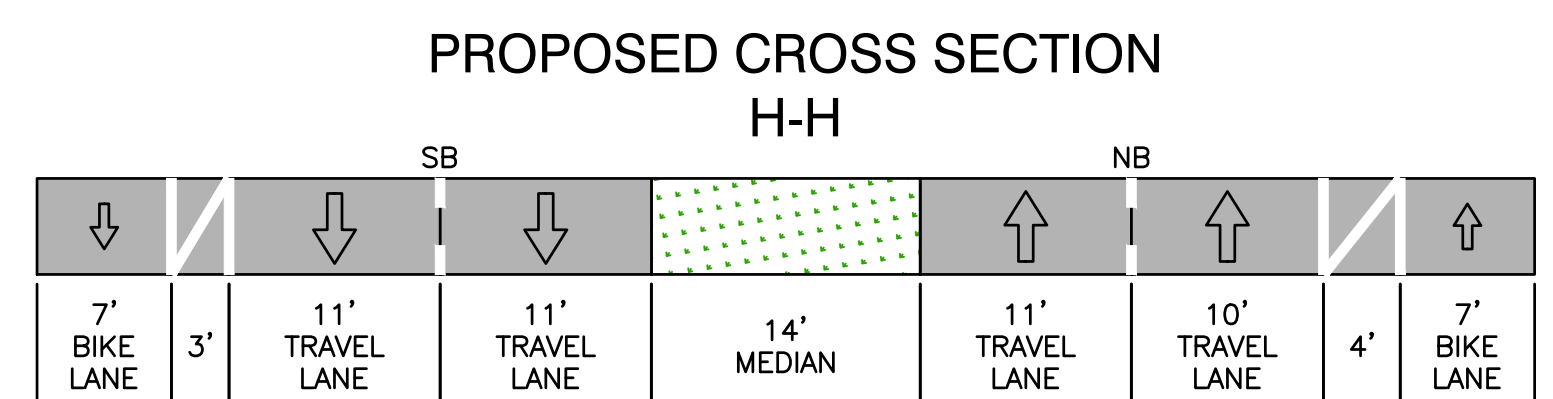 PROPOSED CROSS SECTION
H-H
SB
NB
7'
BIKE
LANE
3'
11'
TRAVEL
LANE
11'
TRAVEL
LANE
14'
MEDIAN
11'
TRAVEL
LANE
10'
TRAVEL
LANE
4'
7'
BIKE
LANE